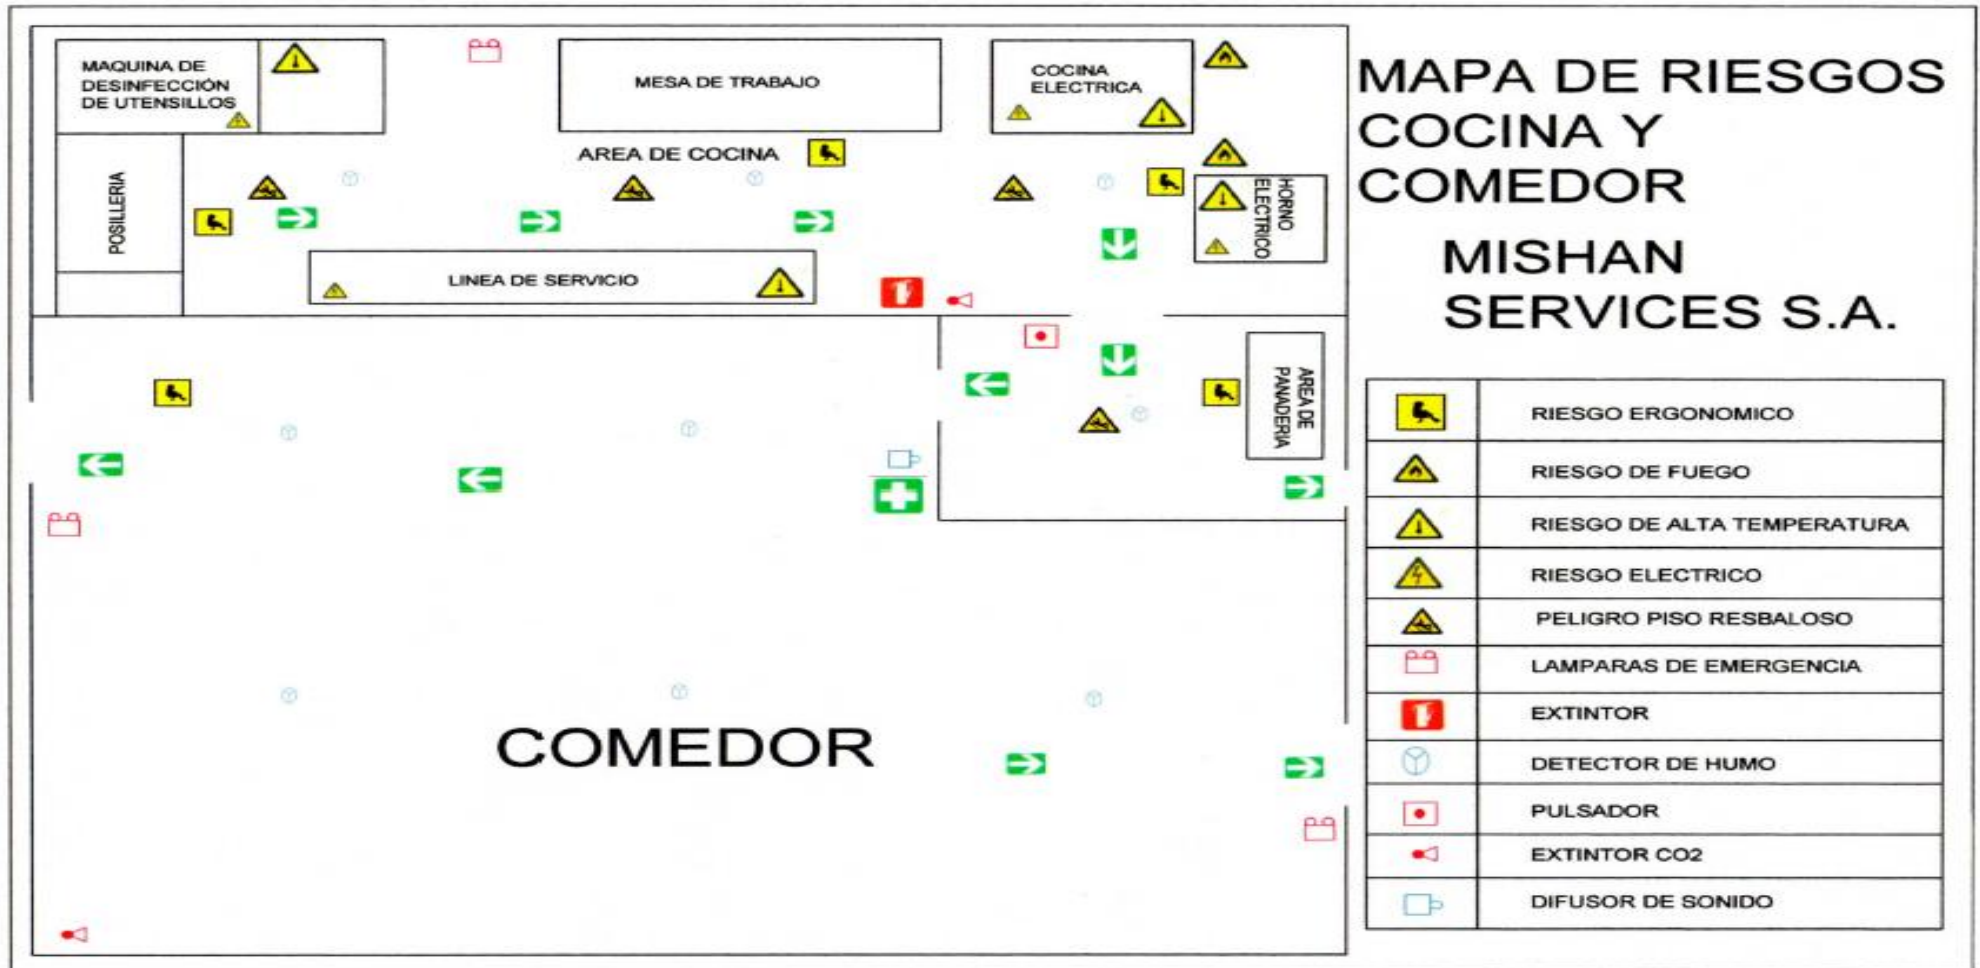 MAQUINA DE
DESINFECCIÓN
DE UTENSILLOS
MESA DE TRABAJO
COCINA
ELECTRICA
AREA DE COCINA
POSILLERIA
HORNO
ELECTRICO
LINEA DE SERVICIO
AREA DE
PANADERIA
COMEDOR
MAPA DE RIESGOS
COCINA Y
COMEDOR
MISHAN
SERVICES S.A.
RIESGO ERGONOMICO
RIESGO DE FUEGO
RIESGO DE ALTA TEMPERATURA
RIESGO ELECTRICO
PELIGRO PISO RESBALOSO
LAMPARAS DE EMERGENCIA
EXTINTOR
DETECTOR DE HUMO
PULSADOR
EXTINTOR CO2
DIFUSOR DE SONIDO